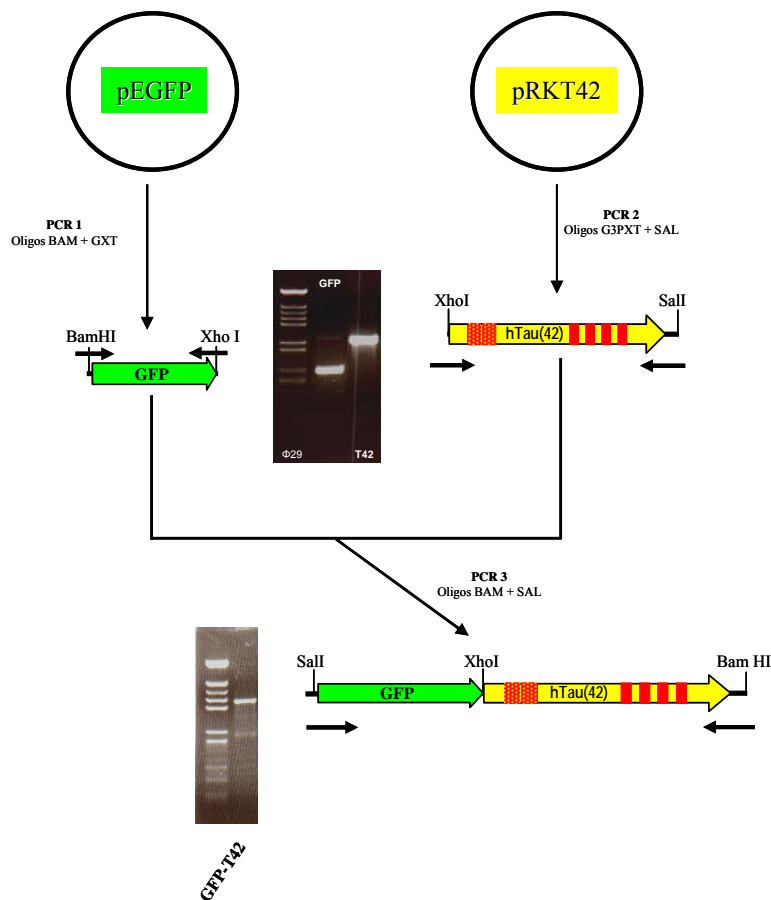 pEGFP
pRKT42
PCR 1
Oligos BAM + GXT
PCR 2
Oligos G3PXT + SAL
GFP
Φ29
T42
BamHI
Xho I
GFP
XhoI
SalI
hTau(42)
PCR 3
Oligos BAM + SAL
SalI
XhoI
Bam HI
GFP
hTau(42)
GFP-T42